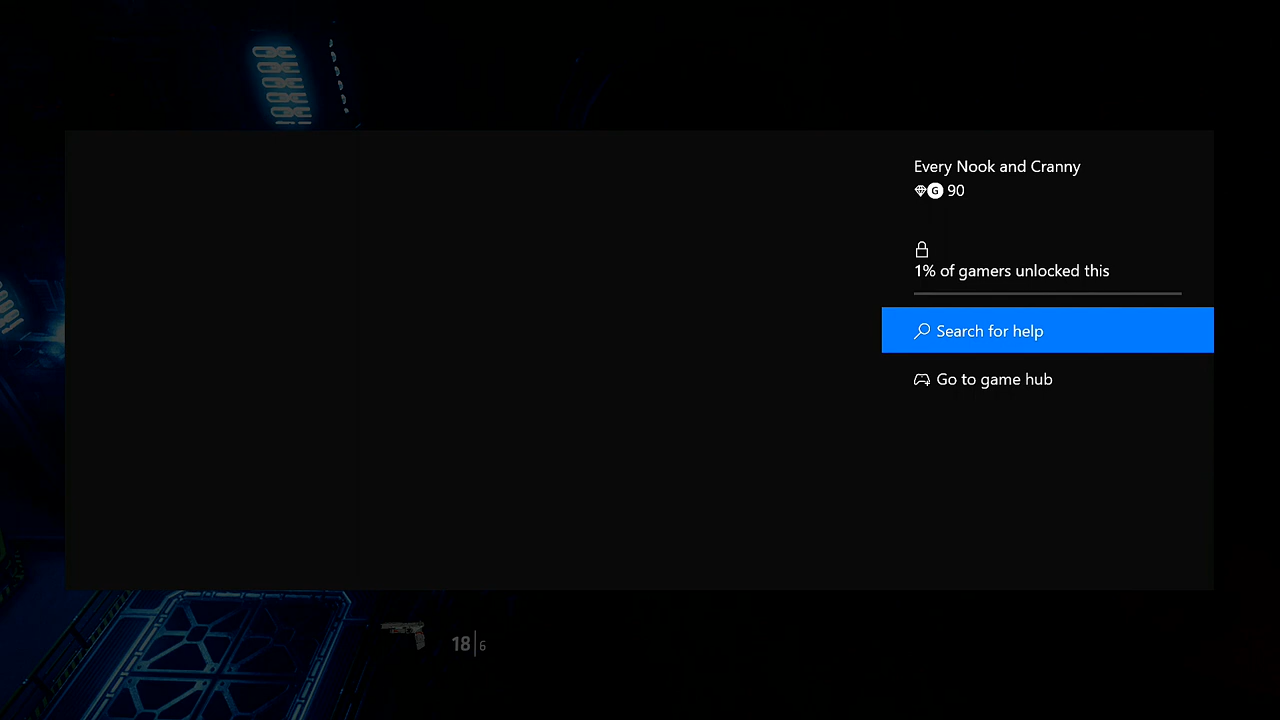 Every Nook and Cranny
G 90
1% of gamers unlocked this
Search for help
Go to game hub
18 6